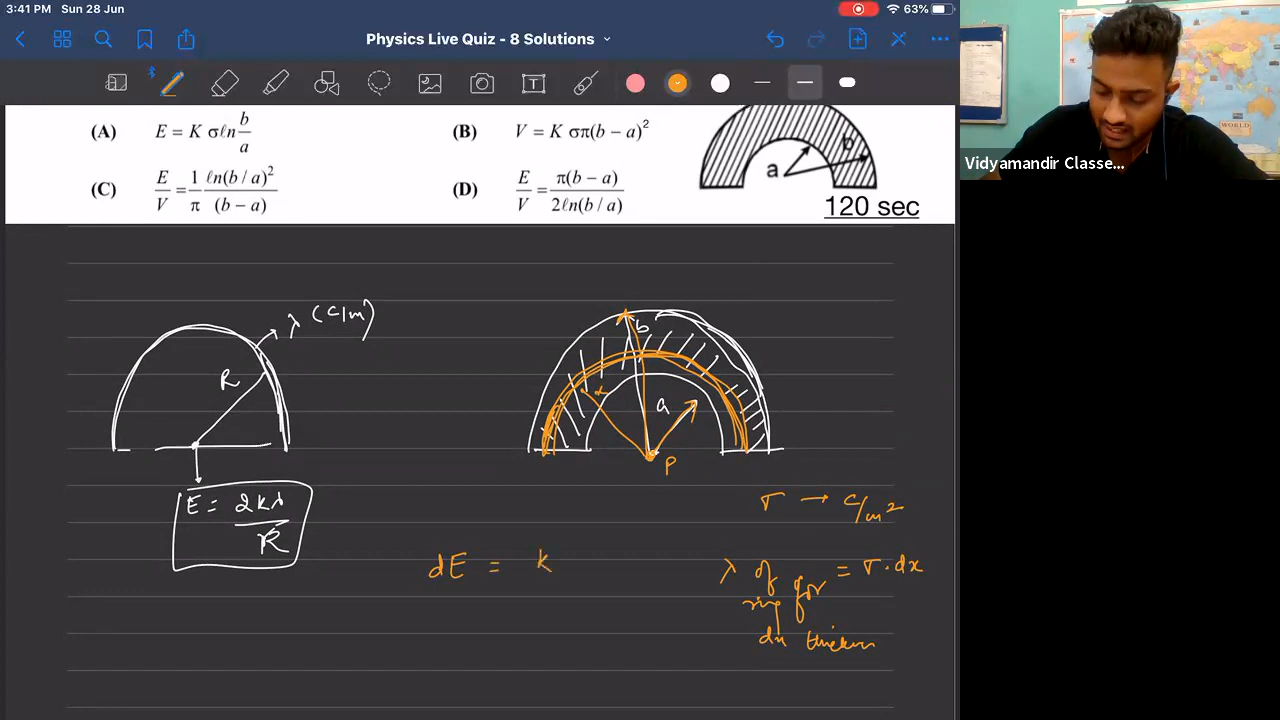 3:41 PM Sun 28 Jun
63%
Physics Live Quiz - 8 Solutions
T
(A) E = K σℓn b/a
(B) V = K σπ(b − a)²
(C) E/V = 1/π ℓn(b / a)²/(b − a)
(D) E/V = π(b − a)/2ℓn(b / a)
a
b
120 sec
WORLD
Vidyamandir Classe...
λ (C/m)
R
E = 2kλ/R
b
x
a
P
σ → C/m²
dE = k
λ of ring for = σ·dx
dx thickness